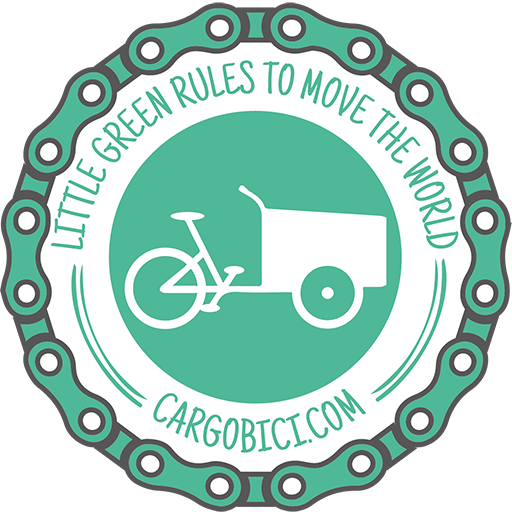 LITTLE GREEN RULES TO MOVE THE WORLD
CARGOBICI.COM